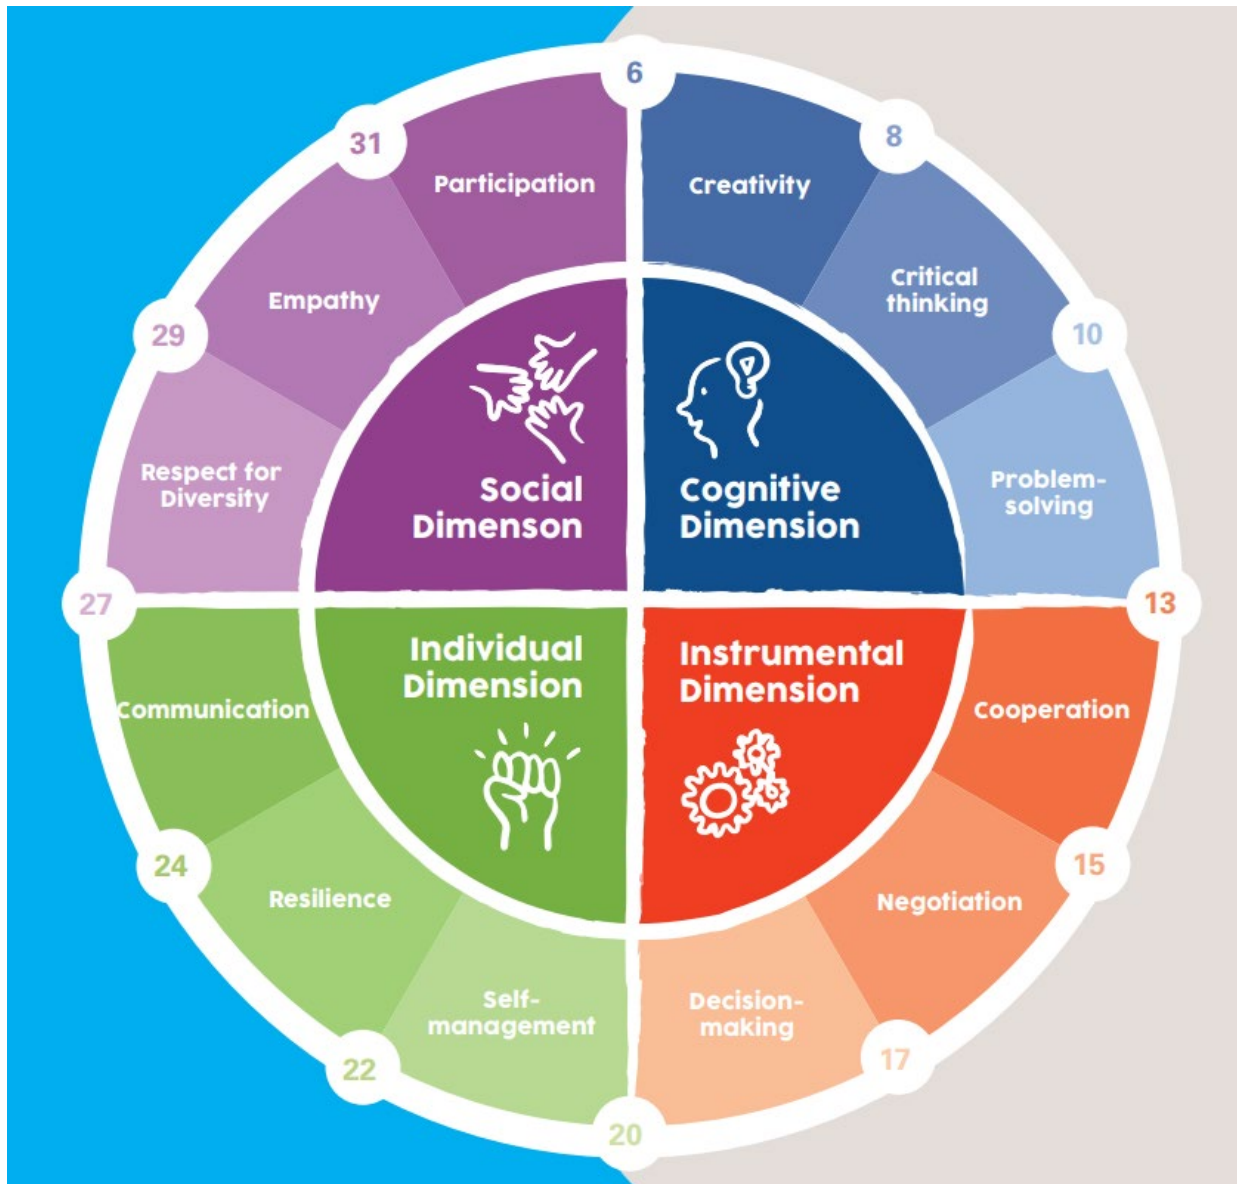 6
31
8
Participation
Creativity
Critical
thinking
Empathy
29
10
Respect for
Diversity
Problem-
solving
Social
Dimenson
Cognitive
Dimension
27
13
Individual
Dimension
Instrumental
Dimension
Communication
Cooperation
24
15
Resilience
Negotiation
Self-
management
Decision-
making
22
17
20